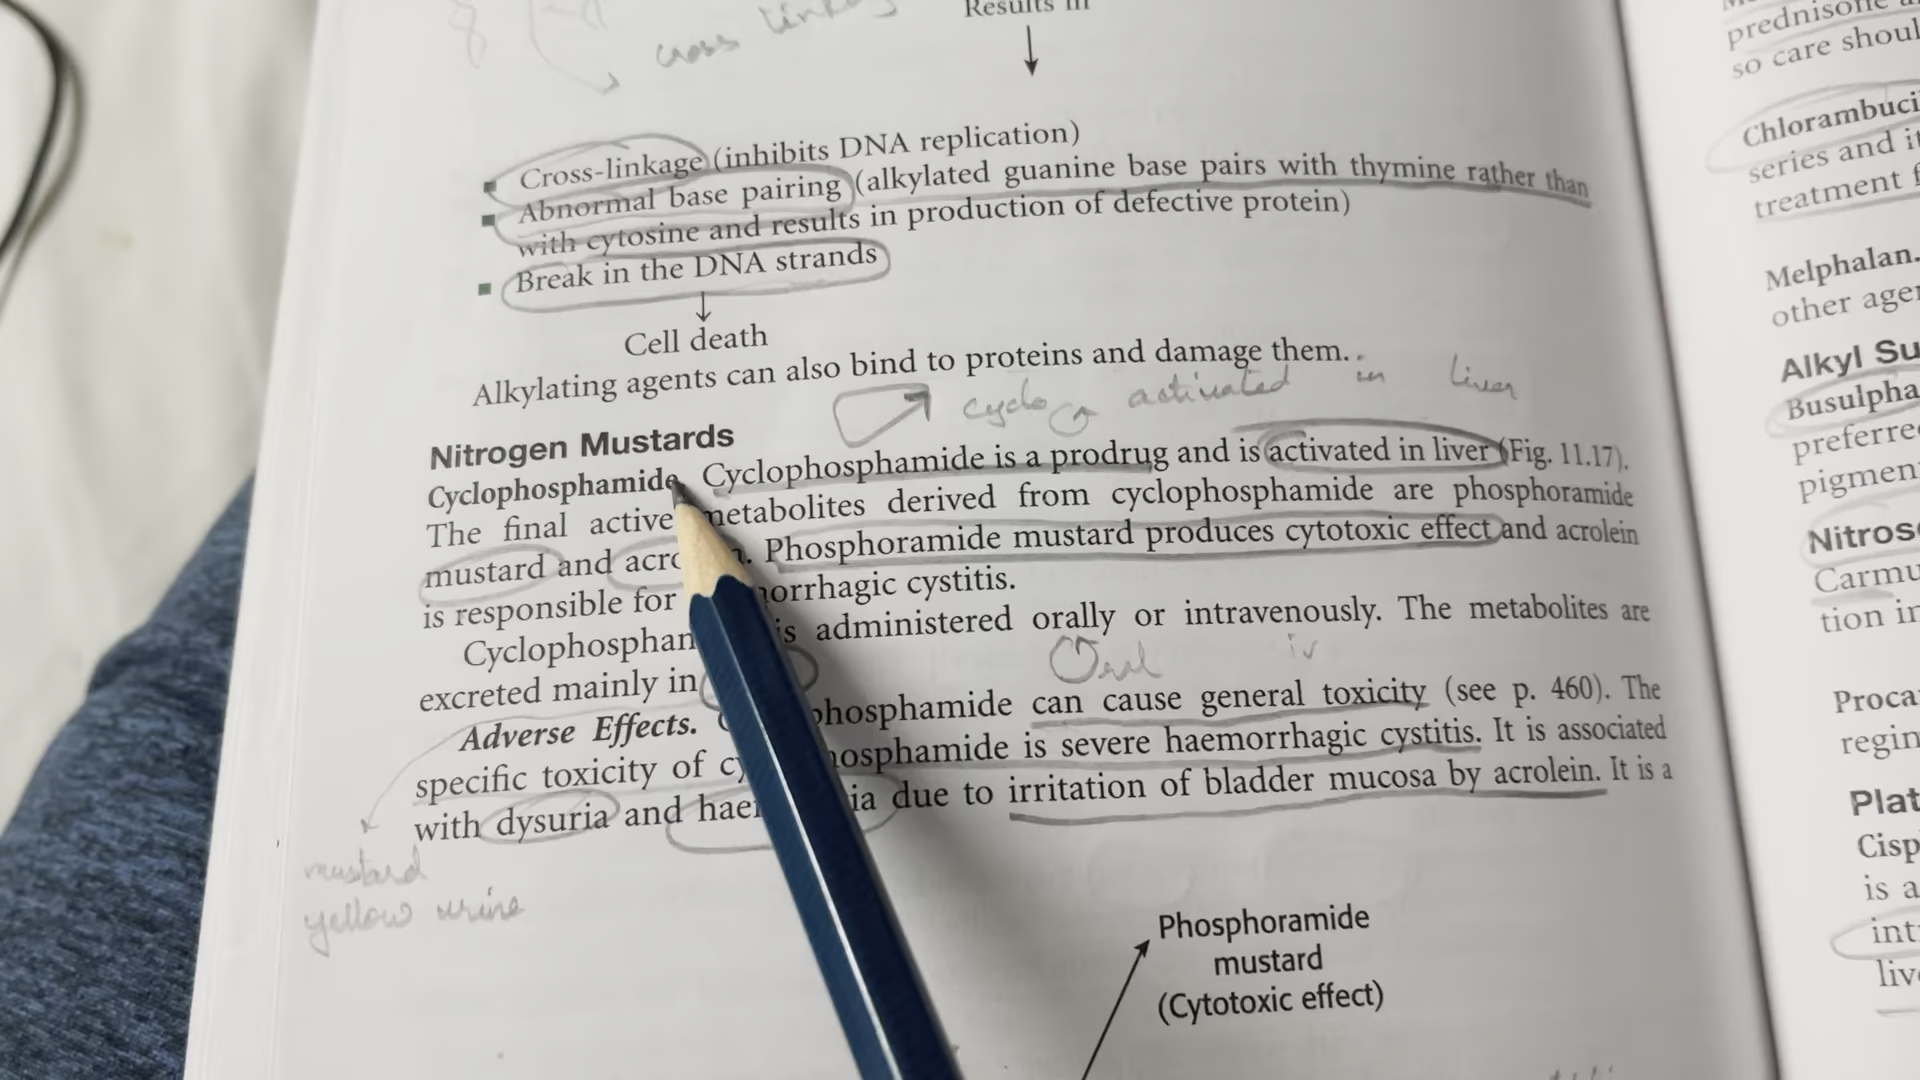 cross linkag
Results in
Cross-linkage (inhibits DNA replication)
Abnormal base pairing (alkylated guanine base pairs with thymine rather than
with cytosine and results in production of defective protein)
Break in the DNA strands
Cell death
Alkylating agents can also bind to proteins and damage them.
cyclo activated in liver
Nitrogen Mustards
Cyclophosphamide. Cyclophosphamide is a prodrug and is activated in liver (Fig. 11.17).
The final active metabolites derived from cyclophosphamide are phosphoramide
mustard and acro . Phosphoramide mustard produces cytotoxic effect and acrolein
is responsible for orrhagic cystitis.
Cyclophospham is administered orally or intravenously. The metabolites are
Oral iv
excreted mainly in
Adverse Effects. phosphamide can cause general toxicity (see p. 460). The
specific toxicity of cy osphamide is severe haemorrhagic cystitis. It is associated
with dysuria and hae ia due to irritation of bladder mucosa by acrolein. It is a
mustard
yellow urine
Phosphoramide
mustard
(Cytotoxic effect)
prednisone
so care shoul
Chlorambuci
series and it
treatment f
Melphalan.
other agen
Alkyl Su
Busulpha
preferre
pigmen
Nitros
Carmu
tion in
Proca
regin
Plat
Cisp
is a
int
liv